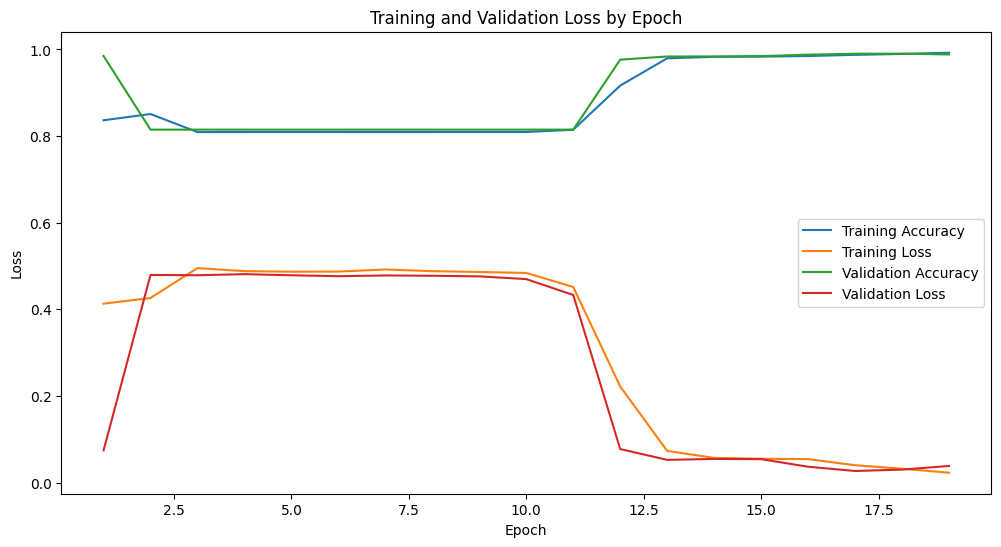 Training and Validation Loss by Epoch
1.0
0.8
0.6
0.4
0.2
0.0
Loss
Training Accuracy
Training Loss
Validation Accuracy
Validation Loss
2.5 5.0 7.5 10.0 12.5 15.0 17.5
Epoch